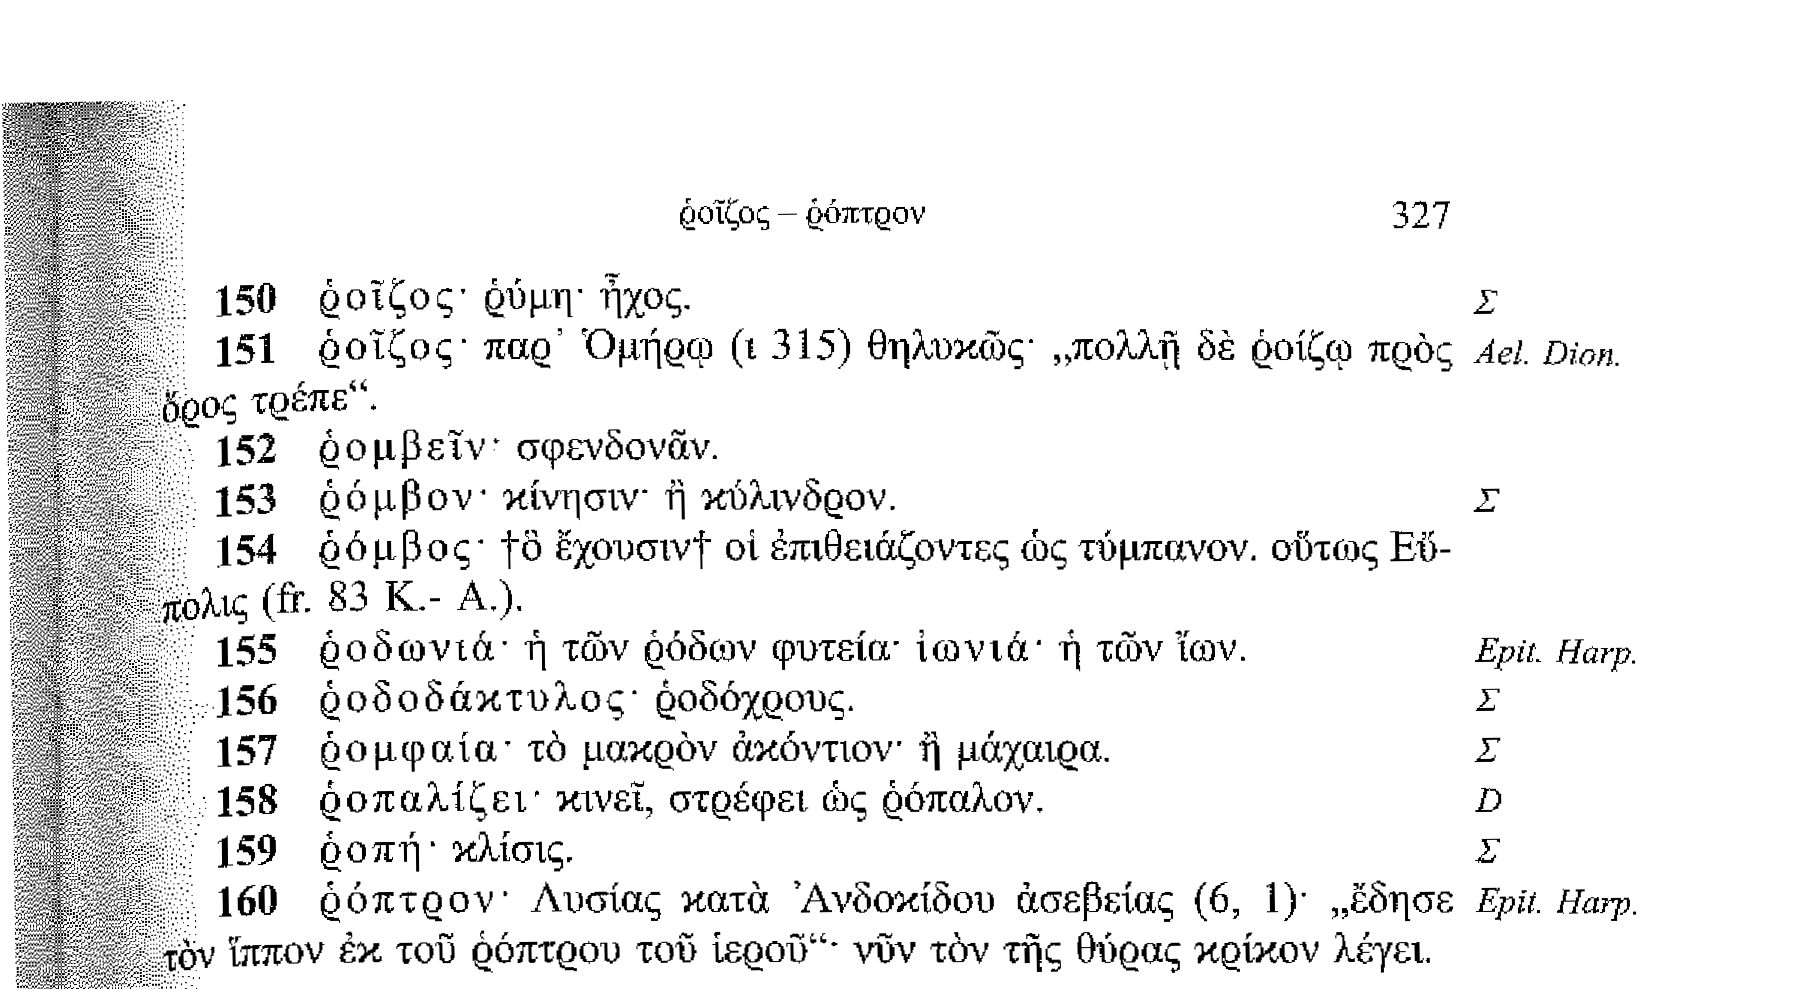 ῥοῖζος – ῥόπτρον 327
150 ῥοῖζος· ῥύμη· ἦχος. Σ
151 ῥοῖζος· παρ’ Ὁμήρῳ (ι 315) θηλυκῶς· „πολλῇ δὲ ῥοίζῳ πρὸς Ael. Dion.
ὄρος τρέπε“.
152 ῥομβεῖν· σφενδονᾶν.
153 ῥόμβον· κίνησιν· ἢ κύλινδρον. Σ
154 ῥόμβος· †ὃ ἔχουσιν† οἱ ἐπιθειάζοντες ὡς τύμπανον. οὕτως Εὔ-
πολις (fr. 83 K.- A.).
155 ῥοδωνιά· ἡ τῶν ῥόδων φυτεία· ἰωνιά· ἡ τῶν ἴων. Epit. Harp.
156 ῥοδοδάκτυλος· ῥοδόχρους. Σ
157 ῥομφαία· τὸ μακρὸν ἀκόντιον· ἢ μάχαιρα. Σ
158 ῥοπαλίζει· κινεῖ, στρέφει ὡς ῥόπαλον. D
159 ῥοπή· κλίσις. Σ
160 ῥόπτρον· Λυσίας κατὰ Ἀνδοκίδου ἀσεβείας (6, 1)· „ἔδησε Epit. Harp.
τὸν ἵππον ἐκ τοῦ ῥόπτρου τοῦ ἱεροῦ“· νῦν τὸν τῆς θύρας κρίκον λέγει.